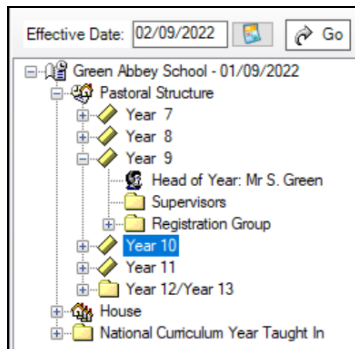 Effective Date: 02/09/2022 Go
Green Abbey School - 01/09/2022
Pastoral Structure
Year 7
Year 8
Year 9
Head of Year: Mr S. Green
Supervisors
Registration Group
Year 10
Year 11
Year 12/Year 13
House
National Curriculum Year Taught In